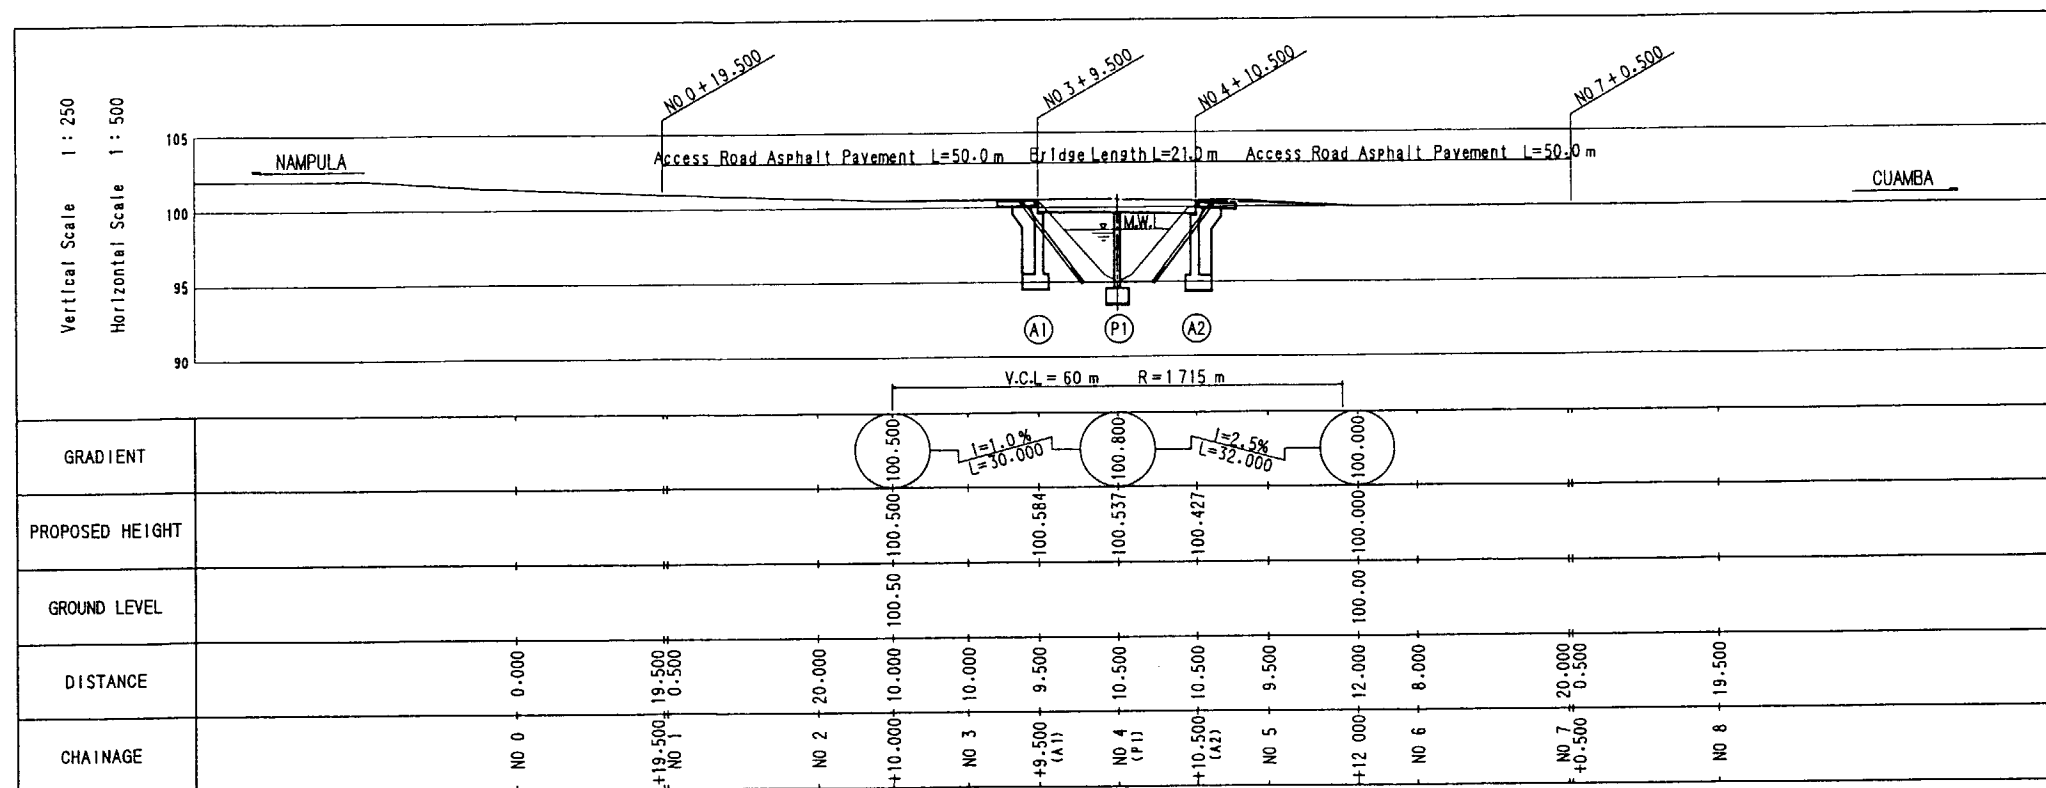 NO 0+19.500
NO 3+9.500
NO 4+10.500
NO 7+0.500
Vertical Scale 1:250
Horizontal Scale 1:500
105
100
95
90
NAMPULA
Access Road Asphalt Pavement L=50.0 m
Bridge Length L=21.0 m
Access Road Asphalt Pavement L=50.0 m
CUAMBA
M.W.L
A1
P1
A2
V.C.L = 60 m R=1715 m
GRADIENT
100.500
I=1.0%
L=30.000
100.800
I=2.5%
L=32.000
100.000
PROPOSED HEIGHT
100.500
100.584
100.537
100.427
100.000
GROUND LEVEL
100.50
100.00
DISTANCE
0.000
19.500
0.500
20.000
10.000
10.000
9.500
10.500
10.500
9.500
12.000
8.000
20.000
0.500
19.500
CHAINAGE
NO 0
+19.500
NO 1
NO 2
+10.000
NO 3
+9.500
(A1)
NO 4
(P1)
+10.500
(A2)
NO 5
+12 000
NO 6
NO 7
+0.500
NO 8